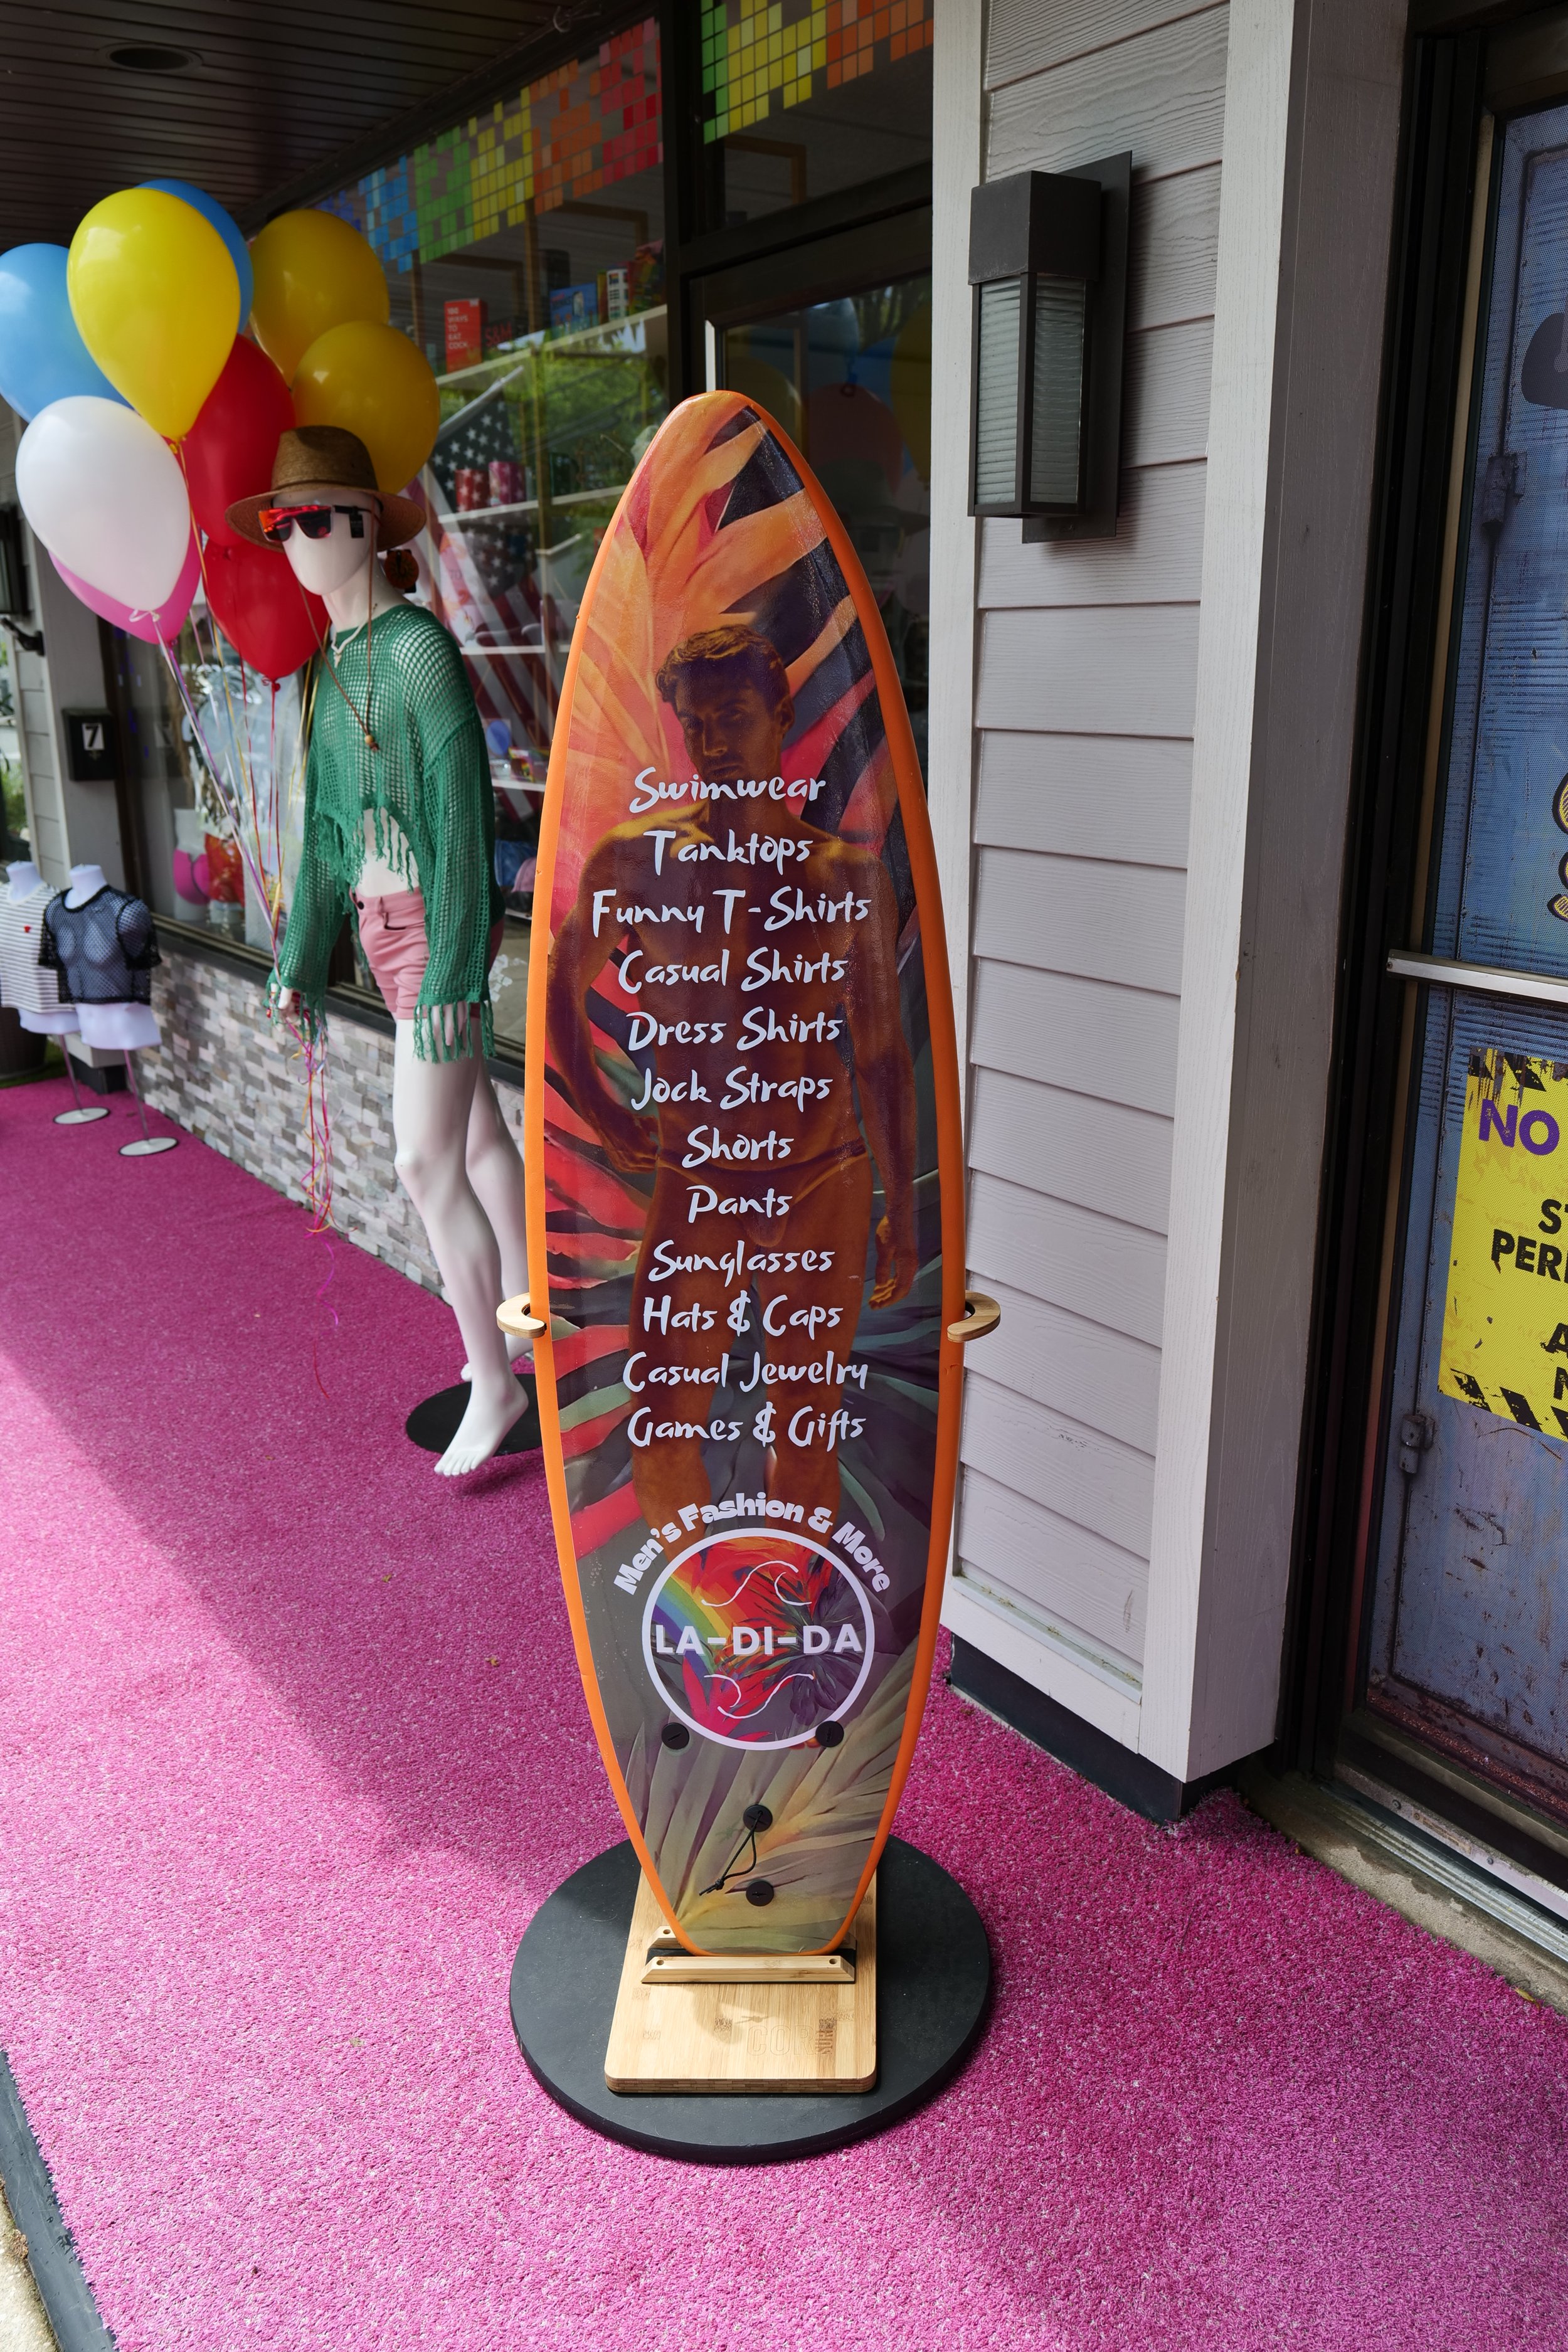 Swimwear
Tanktops
Funny T-Shirts
Casual Shirts
Dress Shirts
Jock Straps
Shorts
Pants
Sunglasses
Hats & Caps
Casual Jewelry
Games & Gifts
Men's Fashion & More
LA-DI-DA
7
NO
PER